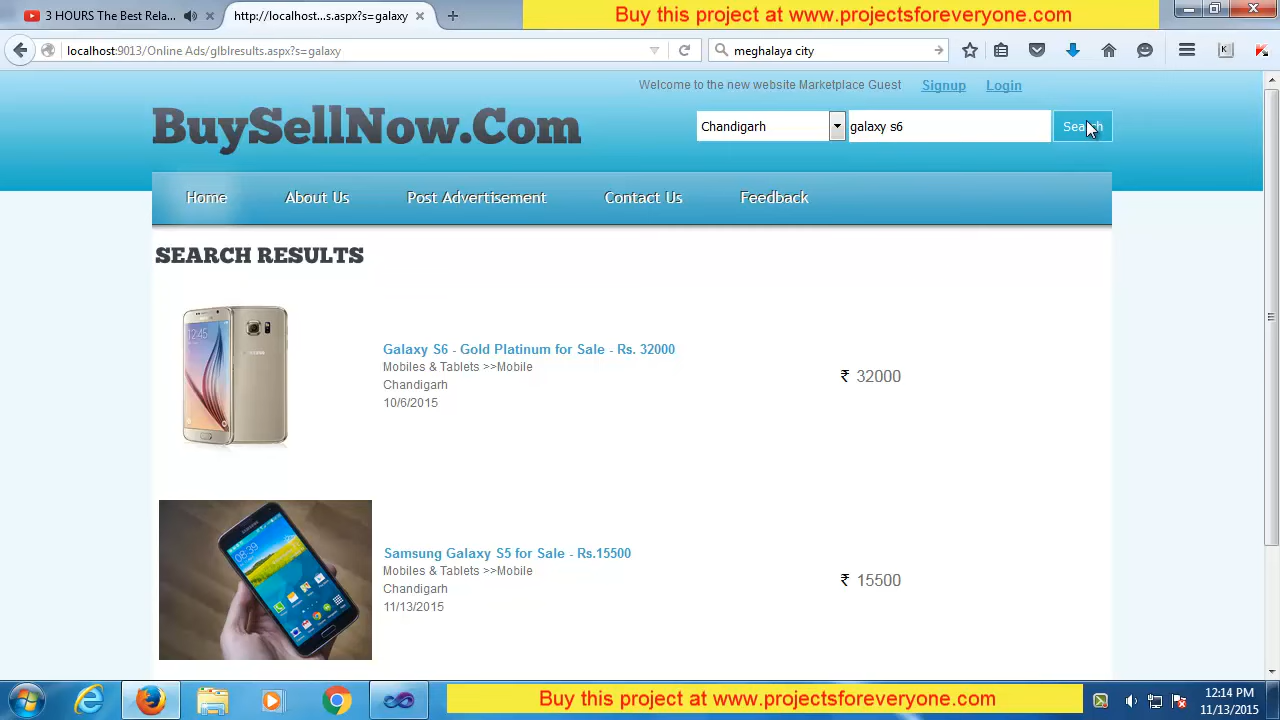 3 HOURS The Best Rela...
http://localhost...s.aspx?s=galaxy
Buy this project at www.projectsforeveryone.com
localhost:9013/Online Ads/glblresults.aspx?s=galaxy
meghalaya city
Welcome to the new website Marketplace Guest
Signup
Login
BuySellNow.Com
Chandigarh
galaxy s6
Search
Home
About Us
Post Advertisement
Contact Us
Feedback
SEARCH RESULTS
Galaxy S6 - Gold Platinum for Sale - Rs. 32000
Mobiles & Tablets >>Mobile
Chandigarh
10/6/2015
₹ 32000
12:45
Samsung Galaxy S5 for Sale - Rs.15500
Mobiles & Tablets >>Mobile
Chandigarh
11/13/2015
₹ 15500
08:39
Buy this project at www.projectsforeveryone.com
12:14 PM
11/13/2015